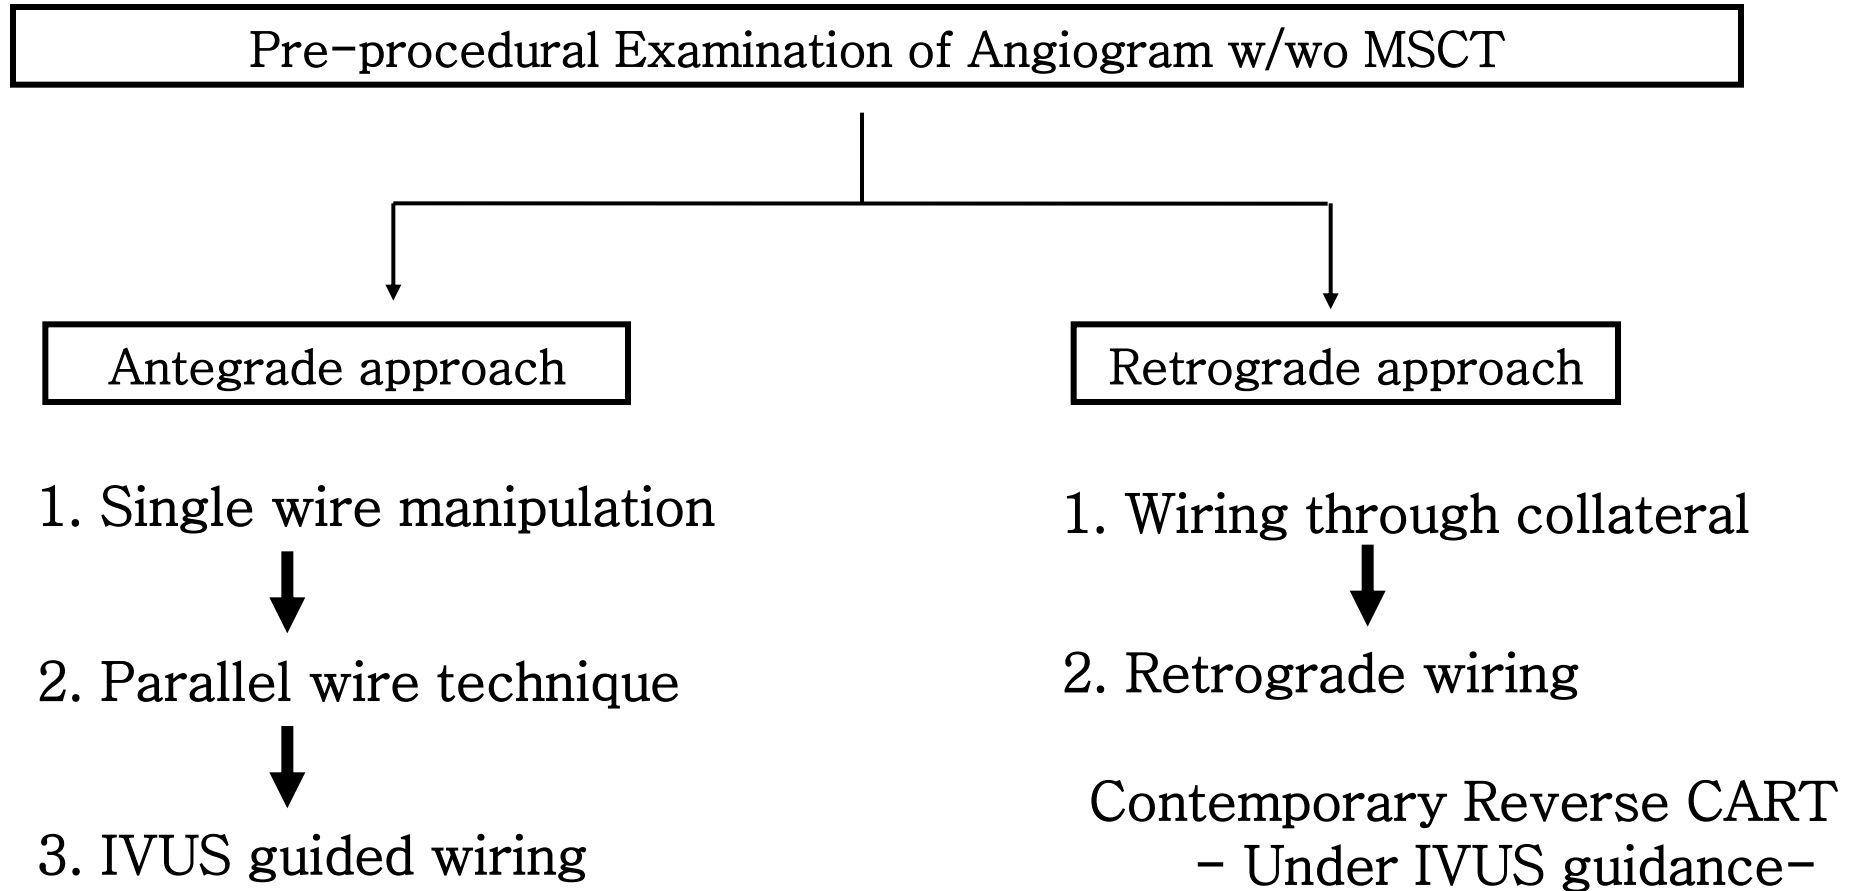 Pre-procedural Examination of Angiogram w/wo MSCT
Antegrade approach
1. Single wire manipulation
2. Parallel wire technique
3. IVUS guided wiring
Retrograde approach
1. Wiring through collateral
2. Retrograde wiring
Contemporary Reverse CART
- Under IVUS guidance-